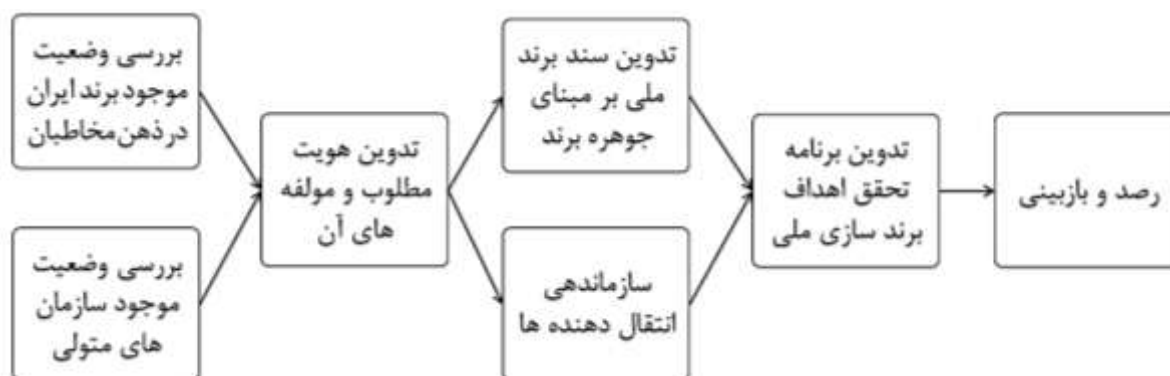 بررسی وضعیت
موجود برند ایران
در ذهن مخاطبان
بررسی وضعیت
موجود سازمان
های متولی
تدوین هویت
مطلوب و مولفه
های آن
تدوین سند برند
ملی بر مبنای
جوهره برند
سازماندهی
انتقال دهنده ها
تدوین برنامه
تحقق اهداف
برند سازی ملی
رصد و بازبینی